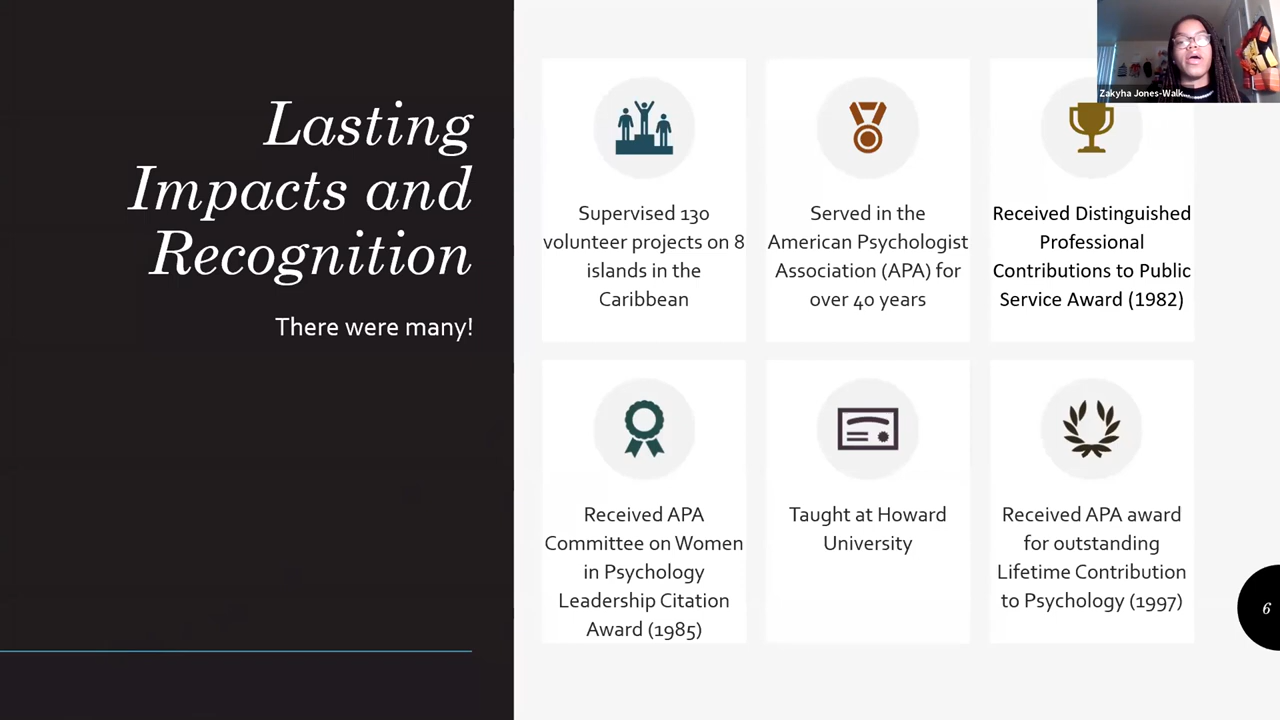 Lasting
Impacts and
Recognition
There were many!
Supervised 130
volunteer projects on 8
islands in the
Caribbean
Served in the
American Psychologist
Association (APA) for
over 40 years
Received Distinguished
Professional
Contributions to Public
Service Award (1982)
Received APA
Committee on Women
in Psychology
Leadership Citation
Award (1985)
Taught at Howard
University
Received APA award
for outstanding
Lifetime Contribution
to Psychology (1997)
Zakyha Jones-Walk...
6